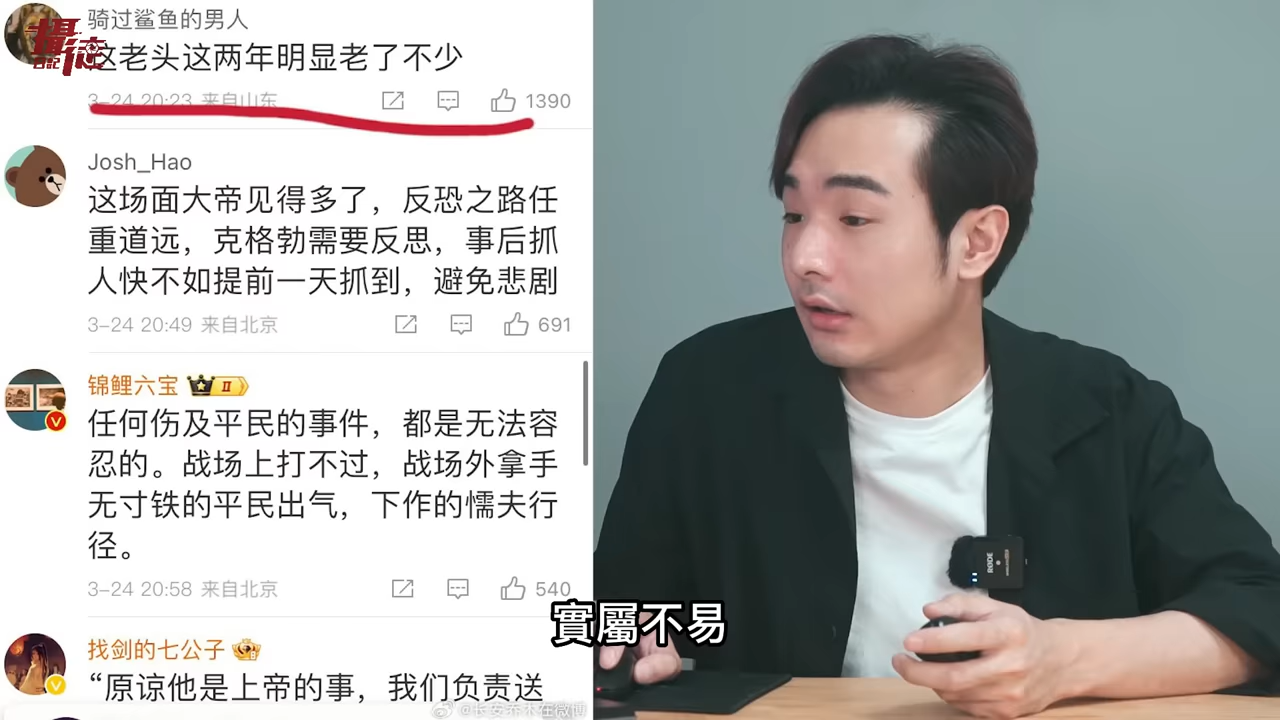 骑过鲨鱼的男人
这老头这两年明显老了不少
3-24 20:23 来自山东
1390
Josh_Hao
这场面大帝见得多了，反恐之路任
重道远，克格勃需要反思，事后抓
人快不如提前一天抓到，避免悲剧
3-24 20:49 来自北京
691
锦鲤六宝
II
任何伤及平民的事件，都是无法容
忍的。战场上打不过，战场外拿手
无寸铁的平民出气，下作的懦夫行
径。
3-24 20:58 来自北京
540
找剑的七公子
“原谅他是上帝的事，我们负责送
實屬不易
RØDE